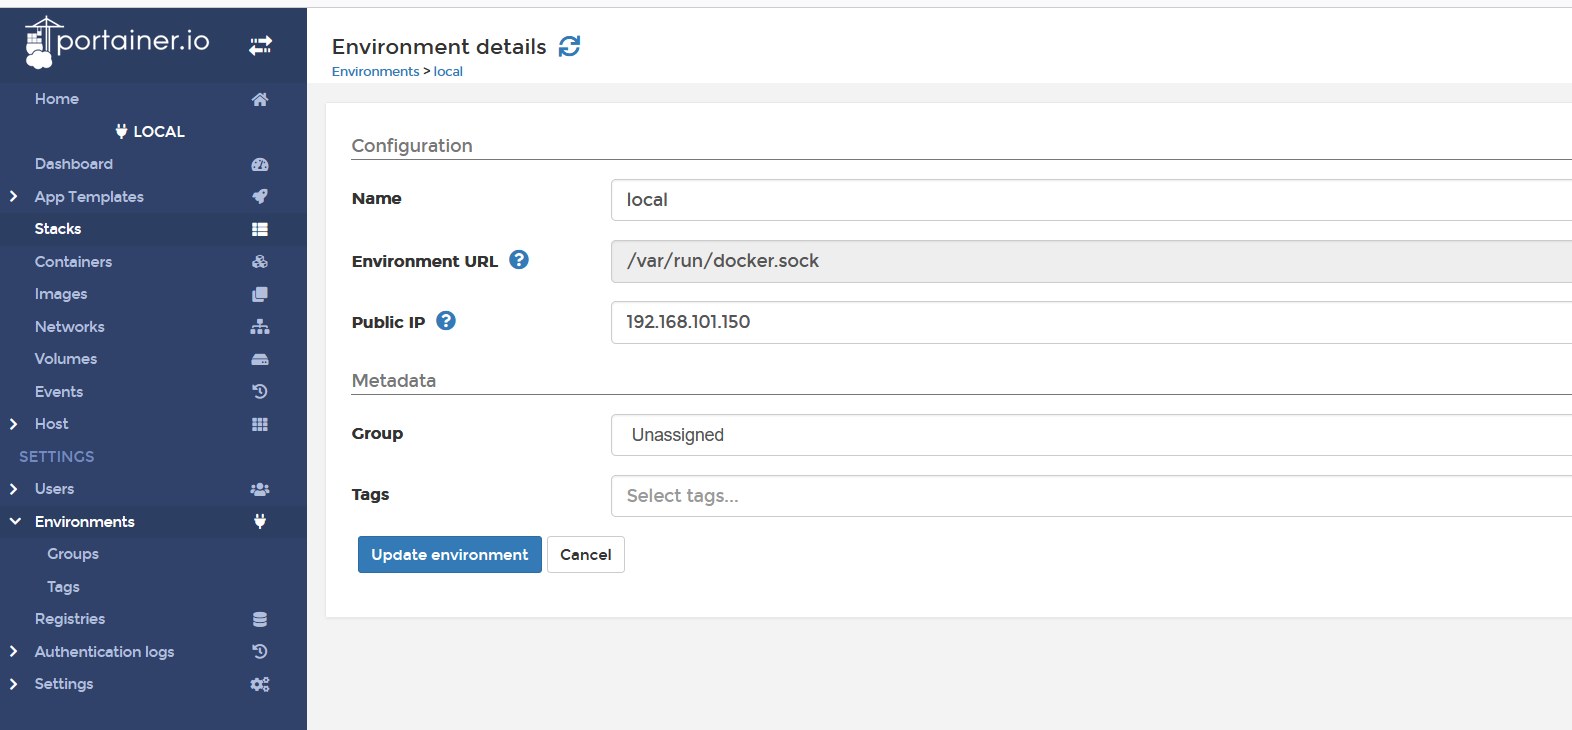 portainer.io
Home
LOCAL
Dashboard
App Templates
Stacks
Containers
Images
Networks
Volumes
Events
Host
SETTINGS
Users
Environments
Groups
Tags
Registries
Authentication logs
Settings
Environment details
Environments > local
Configuration
Name
local
Environment URL ?
/var/run/docker.sock
Public IP ?
192.168.101.150
Metadata
Group
Unassigned
Tags
Select tags...
Update environment
Cancel